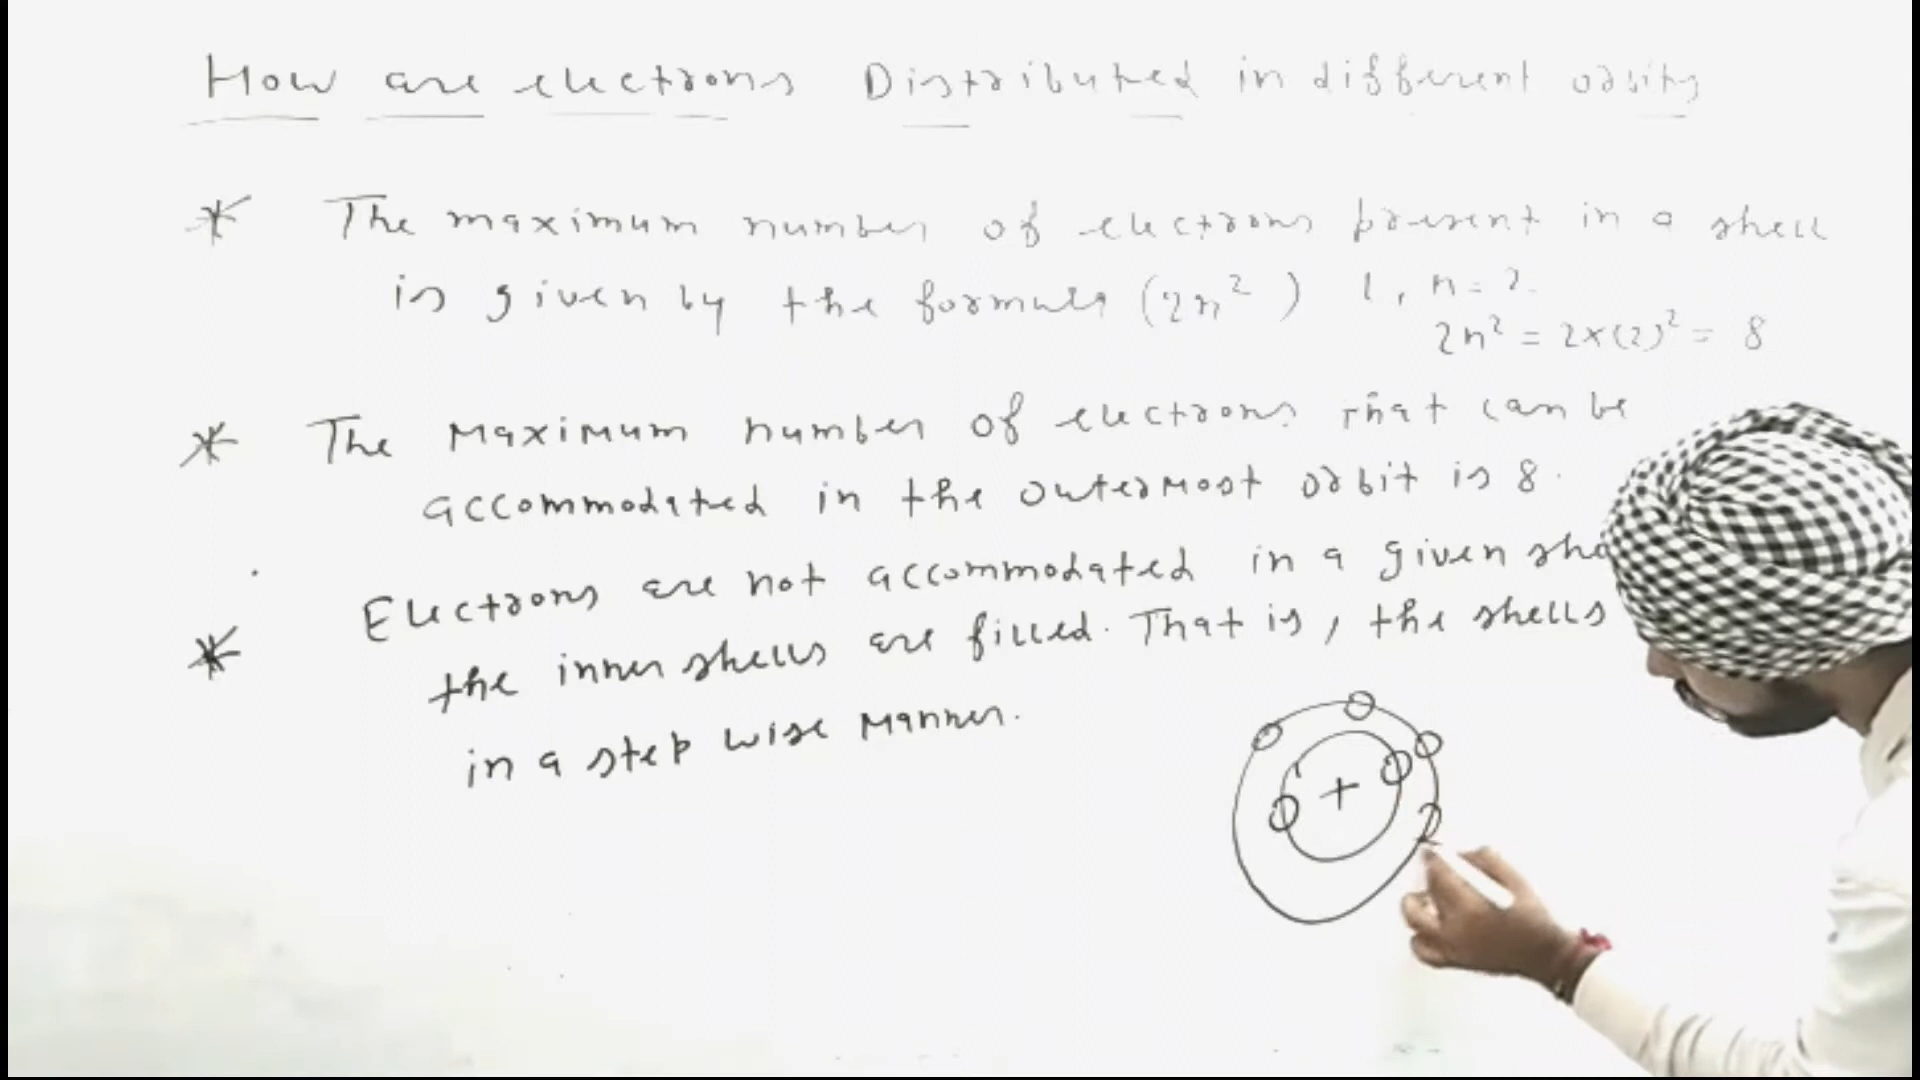 How are electrons Distributed in different orbits
* The maximum number of electrons present in a shell
is given by the formula (2n²) 1, n = 2.
2n² = 2×(2)² = 8
* The Maximum number of electrons that can be
accommodated in the outermost orbit is 8.
* Electrons are not accommodated in a given
the inner shells are filled. That is, the shells
in a step wise Manner.
+